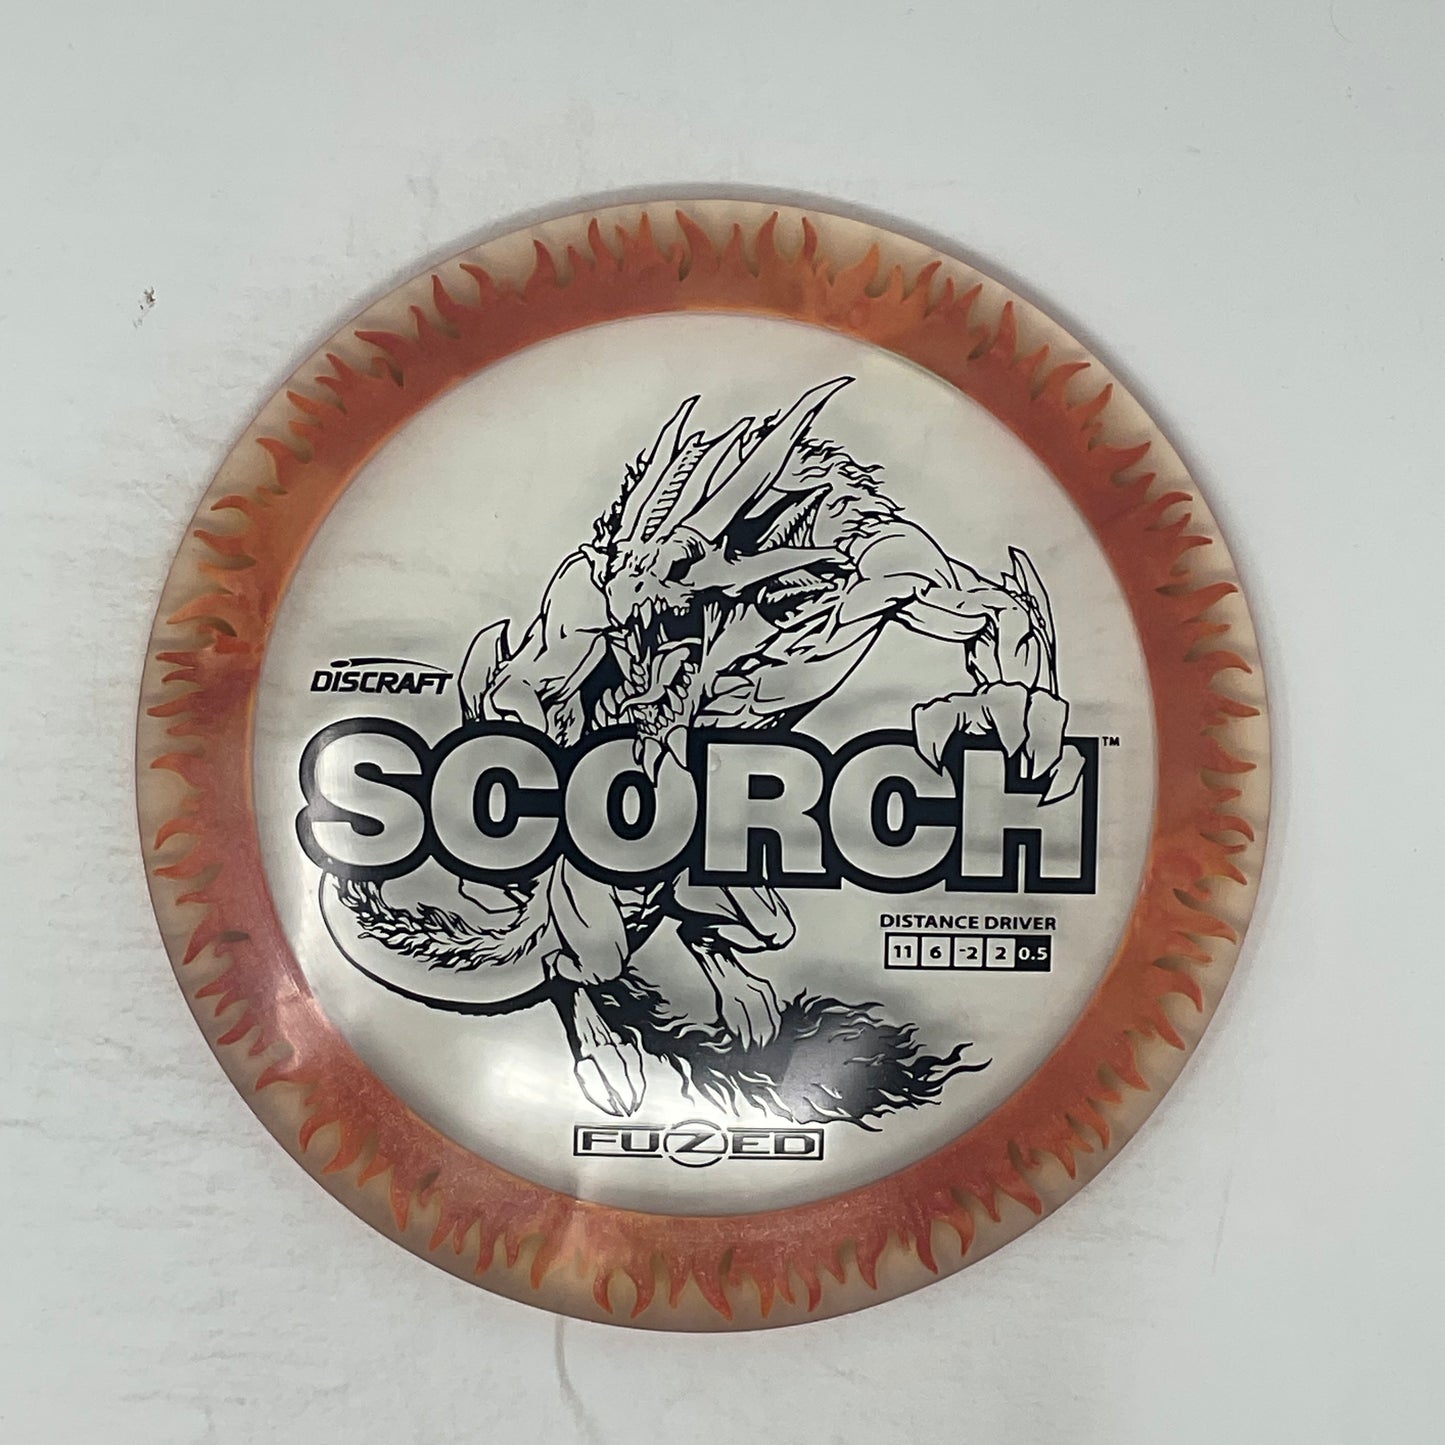 DISCRAFT
SCORCH™
DISTANCE DRIVER
11 6 -2 2 0.5
FUZED